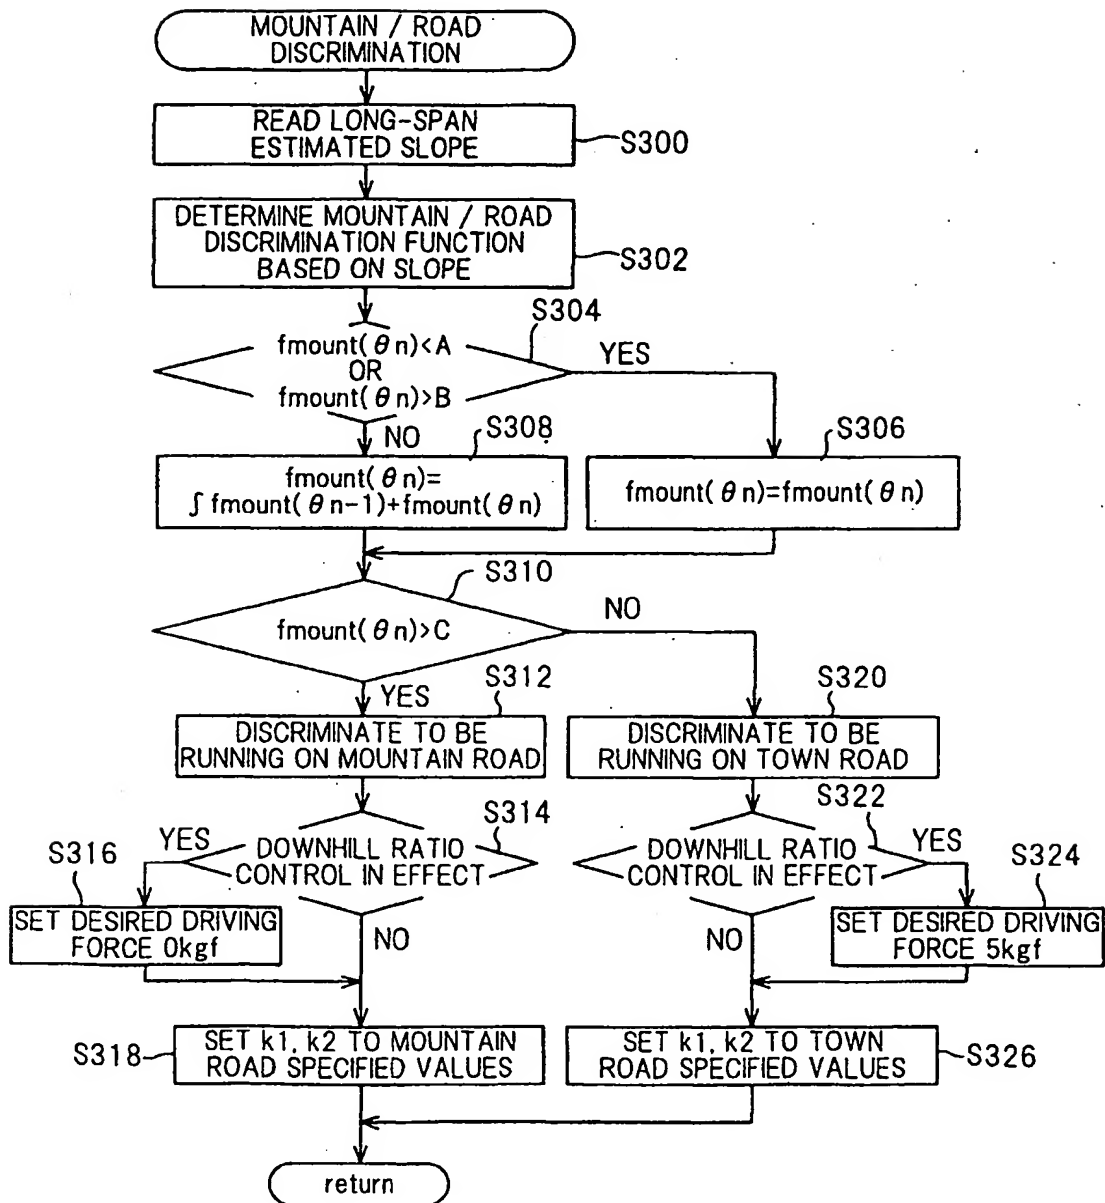 MOUNTAIN / ROAD
DISCRIMINATION
READ LONG-SPAN
ESTIMATED SLOPE
S300
DETERMINE MOUNTAIN / ROAD
DISCRIMINATION FUNCTION
BASED ON SLOPE
S302
S304
fmount(θn)<A
OR
fmount(θn)>B
YES
NO
S308
S306
fmount(θn)=
∫fmount(θn-1)+fmount(θn)
fmount(θn)=fmount(θn)
S310
fmount(θn)>C
NO
YES
S312
S320
DISCRIMINATE TO BE
RUNNING ON MOUNTAIN ROAD
DISCRIMINATE TO BE
RUNNING ON TOWN ROAD
S314
S322
YES
DOWNHILL RATIO
CONTROL IN EFFECT
DOWNHILL RATIO
CONTROL IN EFFECT
YES
S316
S324
SET DESIRED DRIVING
FORCE 0kgf
NO
NO
SET DESIRED DRIVING
FORCE 5kgf
S318
SET k1, k2 TO MOUNTAIN
ROAD SPECIFIED VALUES
SET k1, k2 TO TOWN
ROAD SPECIFIED VALUES
S326
return